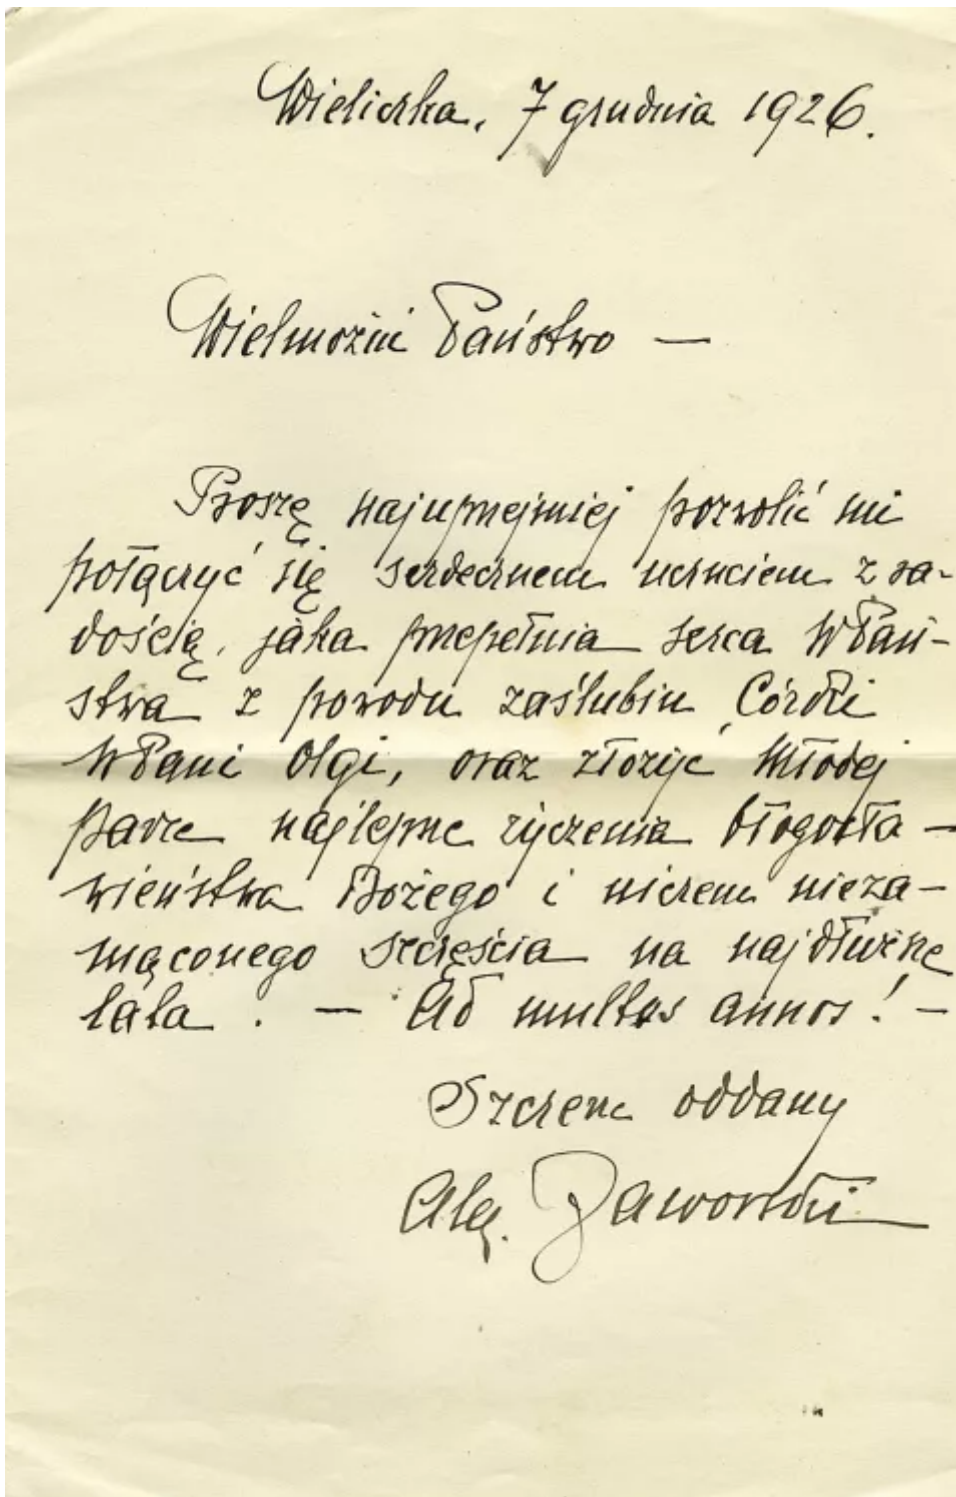 Wieliczka, 7 grudnia 1926.
Wielmożni Państwo —
Proszę najuprzejmiej pozwolić mi
połączyć się serdecznem uczuciem z ra-
dością, jaka przepełnia serca WPań-
stwa z powodu zaślubin Córki
WPani Olgi, oraz złożyć Młodej
parze najlepsze życzenia błogosła-
wieństwa Bożego i niczem nieza-
mąconego szczęścia na najdłuższe
lata. — Ad multos annos! —
Szczerze oddany
Jaworski